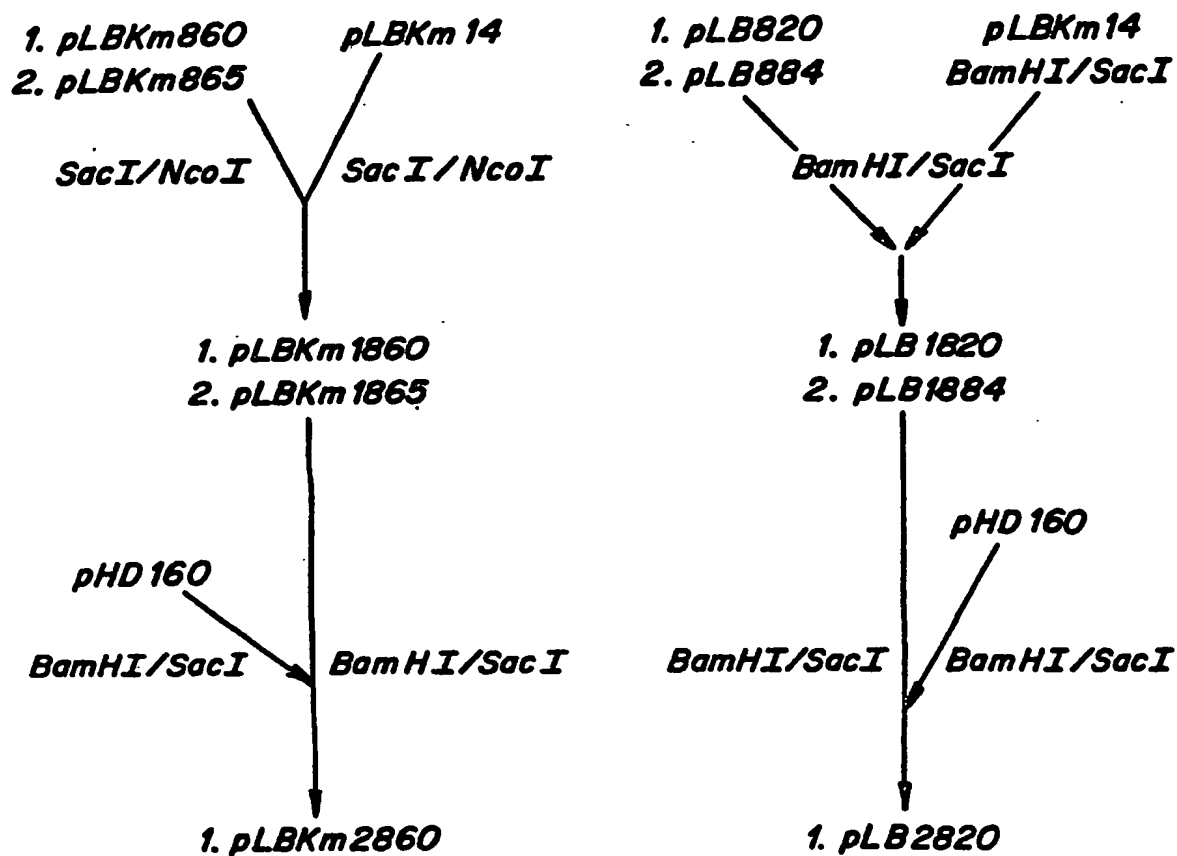 1. pLBKm860
2. pLBKm865
pLBKm14
SacI/NcoI
SacI/NcoI
1. pLBKm1860
2. pLBKm1865
pHD160
BamHI/SacI
BamHI/SacI
1. pLBKm2860
1. pLB820
2. pLB884
pLBKm14
BamHI/SacI
BamHI/SacI
1. pLB1820
2. pLB1884
pHD160
BamHI/SacI
BamHI/SacI
1. pLB2820